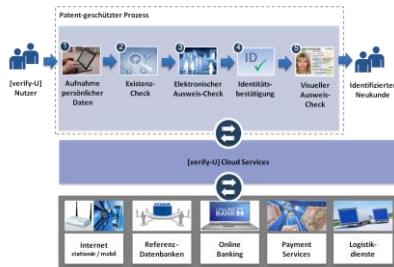 Patent-geschützter Prozess
1
2
3
4
5
ID
[verify-U]
Nutzer
Aufnahme
persönlicher
Daten
Existenz-
Check
Elektronischer
Ausweis-Check
Identitäts-
bestätigung
Visueller
Ausweis-
Check
Identifizierter
Neukunde
[verify-U] Cloud Services
ONLINE
BANK
Internet
stationär / mobil
Referenz-
Datenbanken
Online
Banking
Payment
Services
Logistik-
dienste